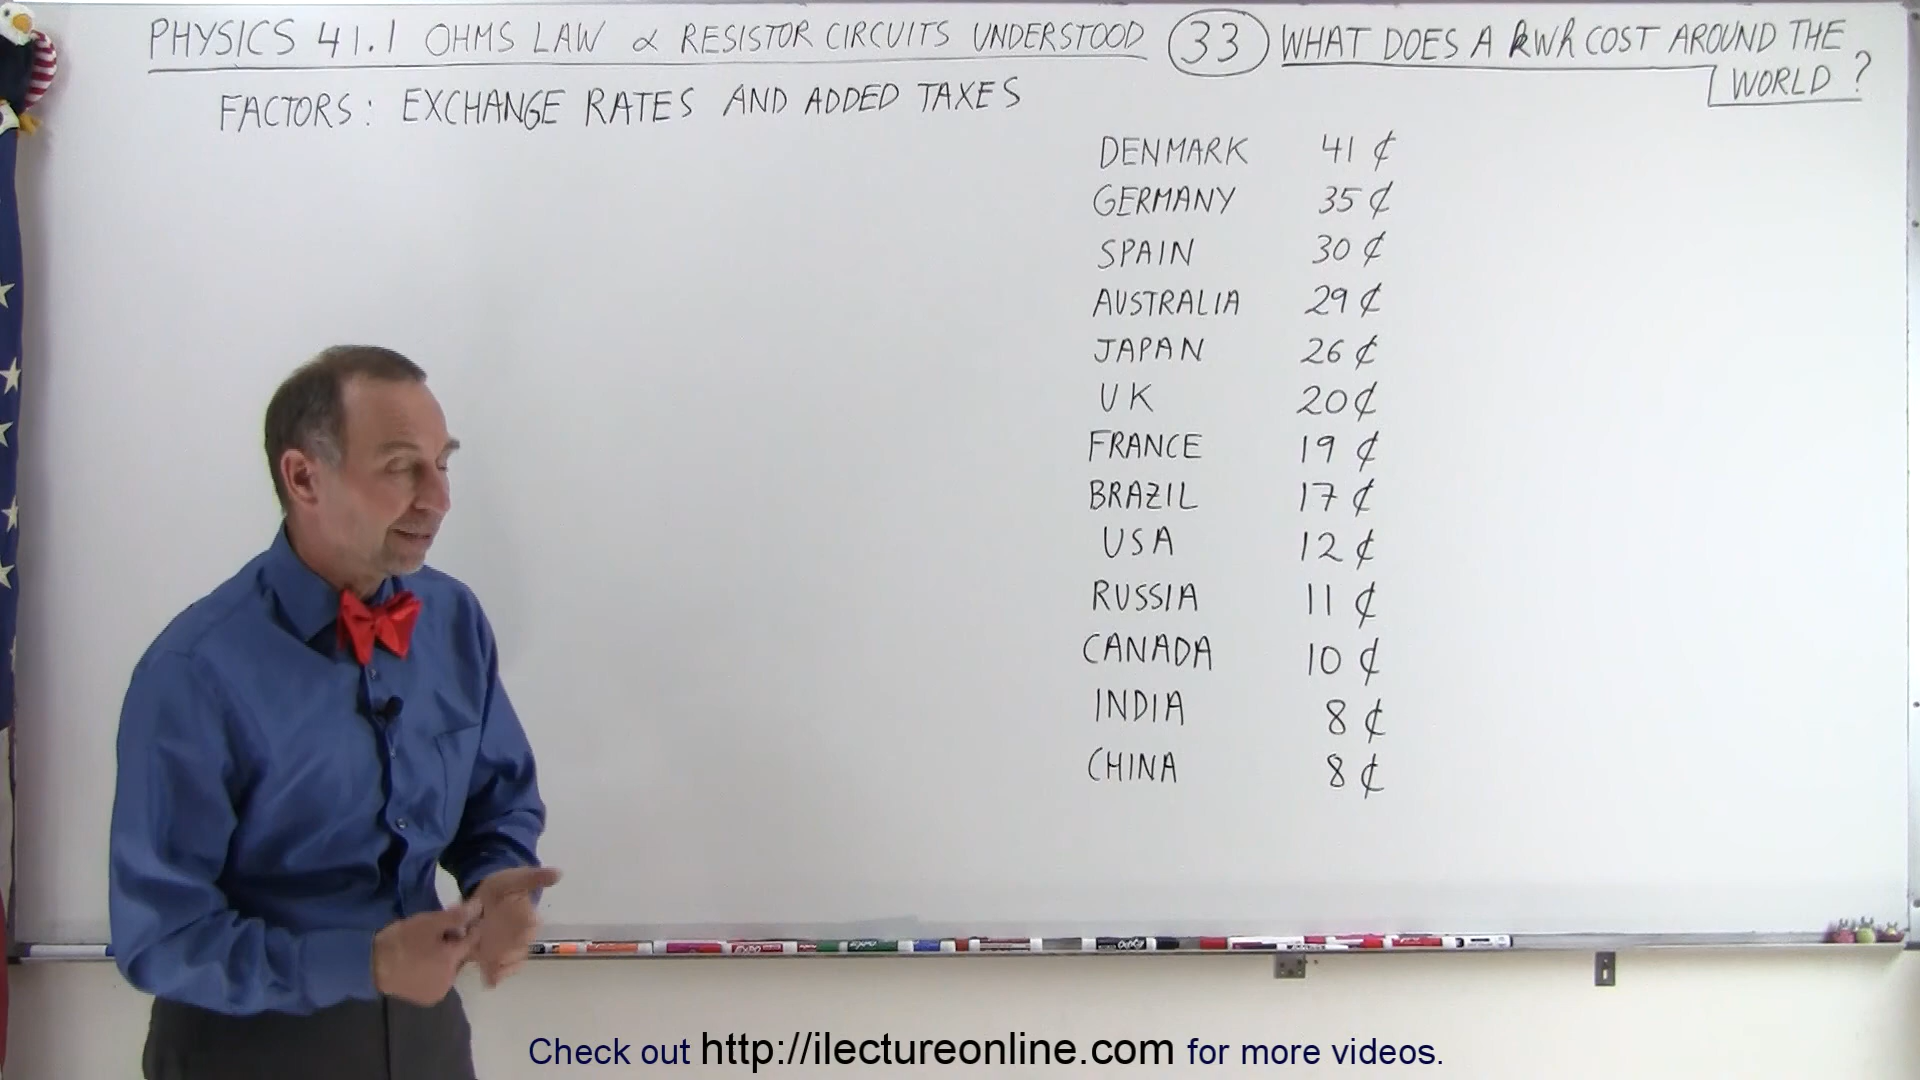 PHYSICS 41.1 OHMS LAW & RESISTOR CIRCUITS UNDERSTOOD 33 WHAT DOES A kWh COST AROUND THE
WORLD ?
FACTORS: EXCHANGE RATES AND ADDED TAXES
DENMARK 41 ¢
GERMANY 35 ¢
SPAIN 30 ¢
AUSTRALIA 29 ¢
JAPAN 26 ¢
UK 20 ¢
FRANCE 19 ¢
BRAZIL 17 ¢
USA 12 ¢
RUSSIA 11 ¢
CANADA 10 ¢
INDIA 8 ¢
CHINA 8 ¢
EXPO EXPO
Check out http://ilectureonline.com for more videos.